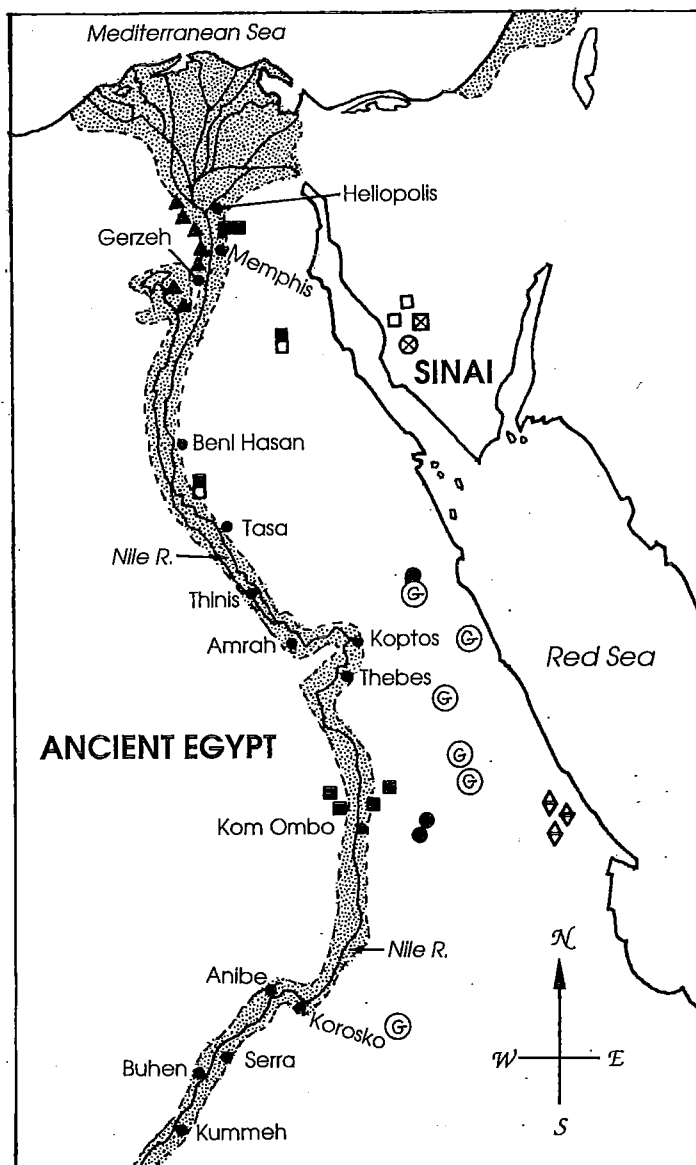 Mediterranean Sea
Heliopolis
Gerzeh
Memphis
SINAI
Beni Hasan
Tasa
Nile R.
Thinis
G
Amrah
Koptos
G
Red Sea
Thebes
G
ANCIENT EGYPT
G
G
Kom Ombo
Nile R.
N
Anibe
Korosko
G
W
E
Buhen
Serra
S
Kummeh